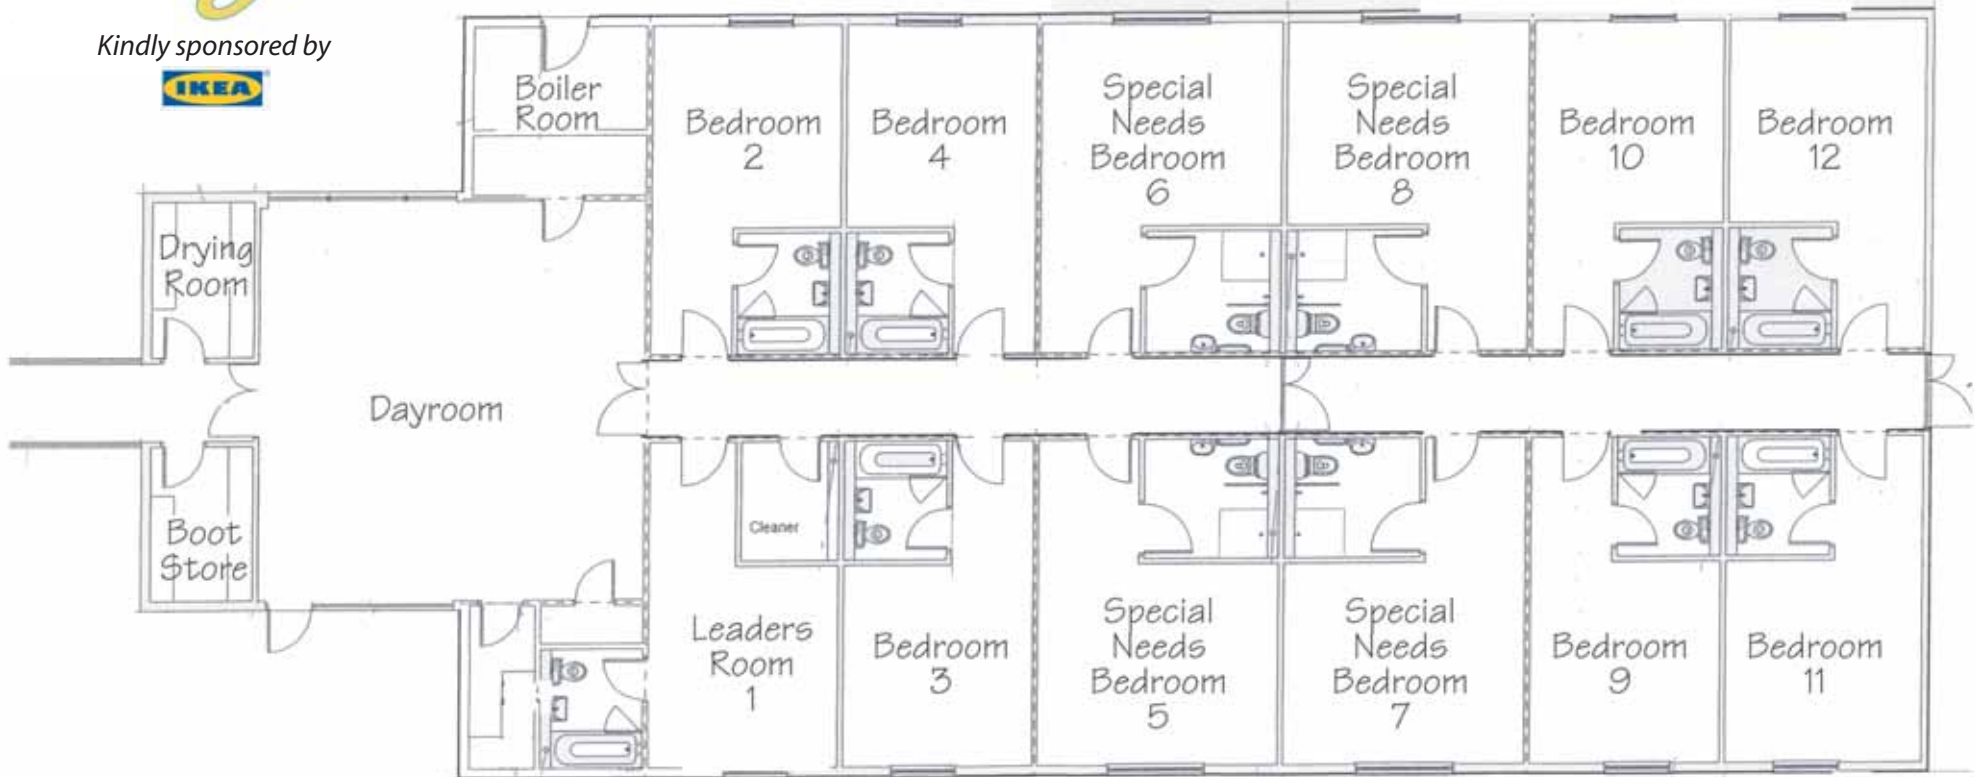 Kindly sponsored by
IKEA
Boiler
Room
Bedroom
2
Bedroom
4
Special
Needs
Bedroom
6
Special
Needs
Bedroom
8
Bedroom
10
Bedroom
12
Drying
Room
Dayroom
Boot
Store
Cleaner
Leaders
Room
1
Bedroom
3
Special
Needs
Bedroom
5
Special
Needs
Bedroom
7
Bedroom
9
Bedroom
11